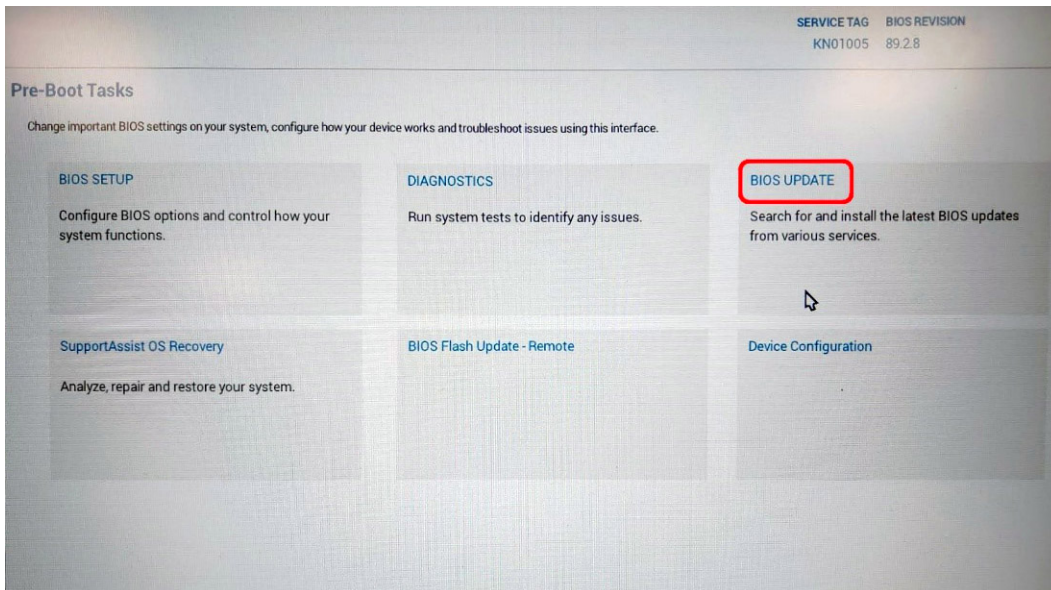 SERVICE TAG BIOS REVISION
KN01005 89.2.8
Pre-Boot Tasks
Change important BIOS settings on your system, configure how your device works and troubleshoot issues using this interface.
BIOS SETUP
Configure BIOS options and control how your
system functions.
DIAGNOSTICS
Run system tests to identify any issues.
BIOS UPDATE
Search for and install the latest BIOS updates
from various services.
SupportAssist OS Recovery
Analyze, repair and restore your system.
BIOS Flash Update - Remote
Device Configuration